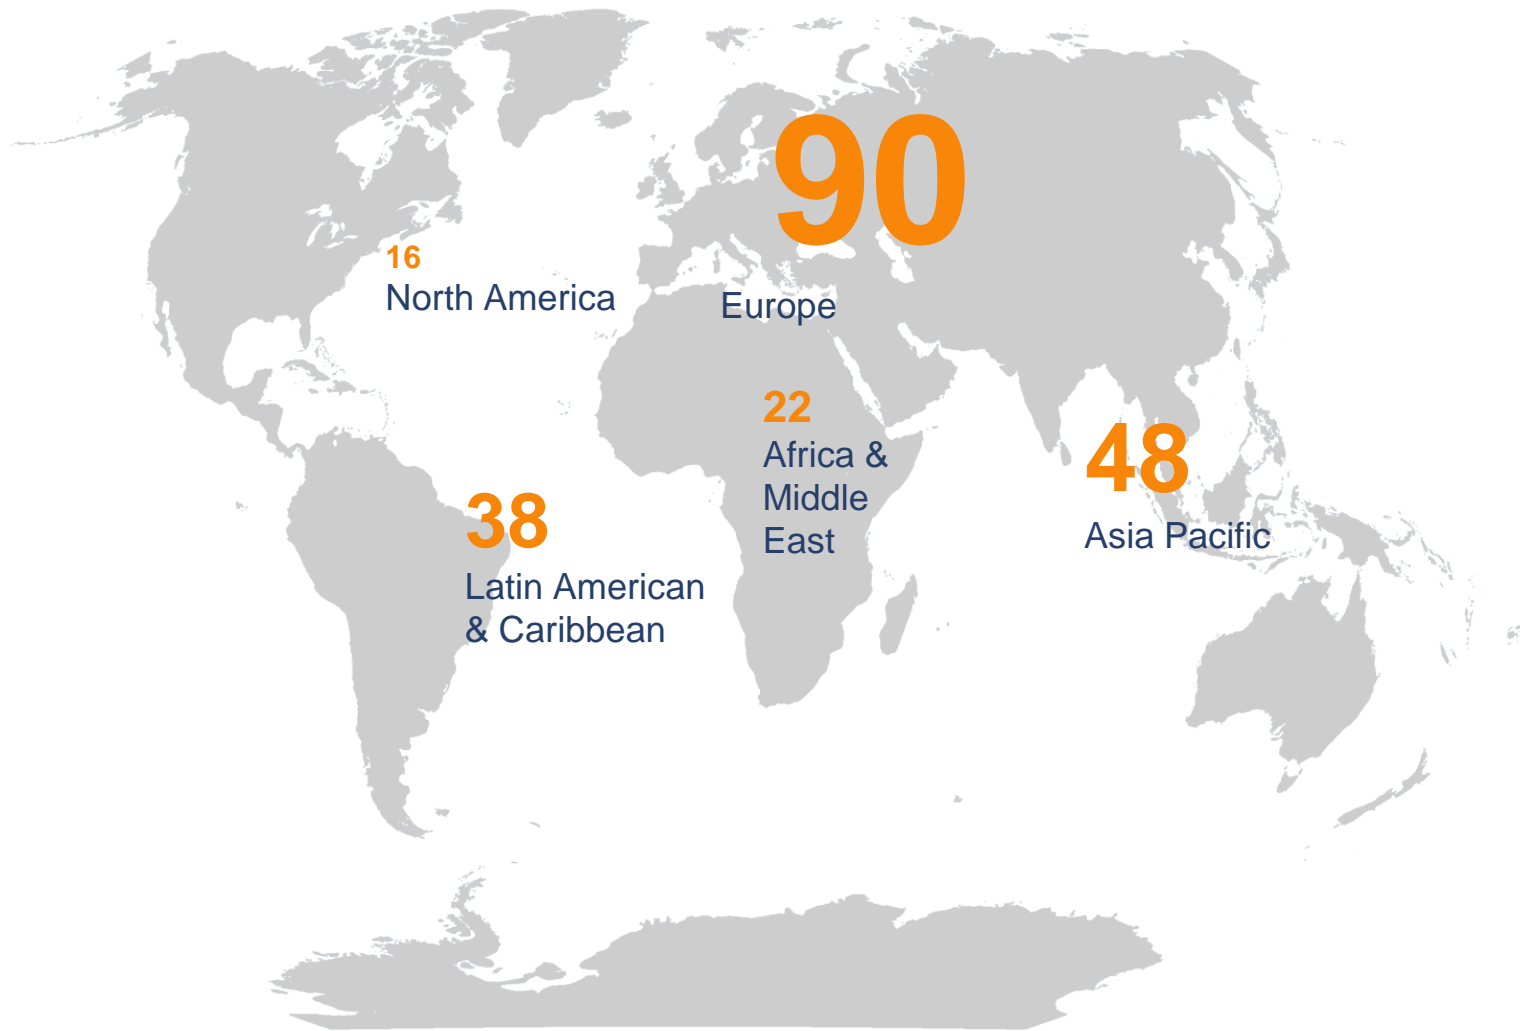 90
16
North America
Europe
22
Africa &
Middle
East
48
Asia Pacific
38
Latin American
& Caribbean